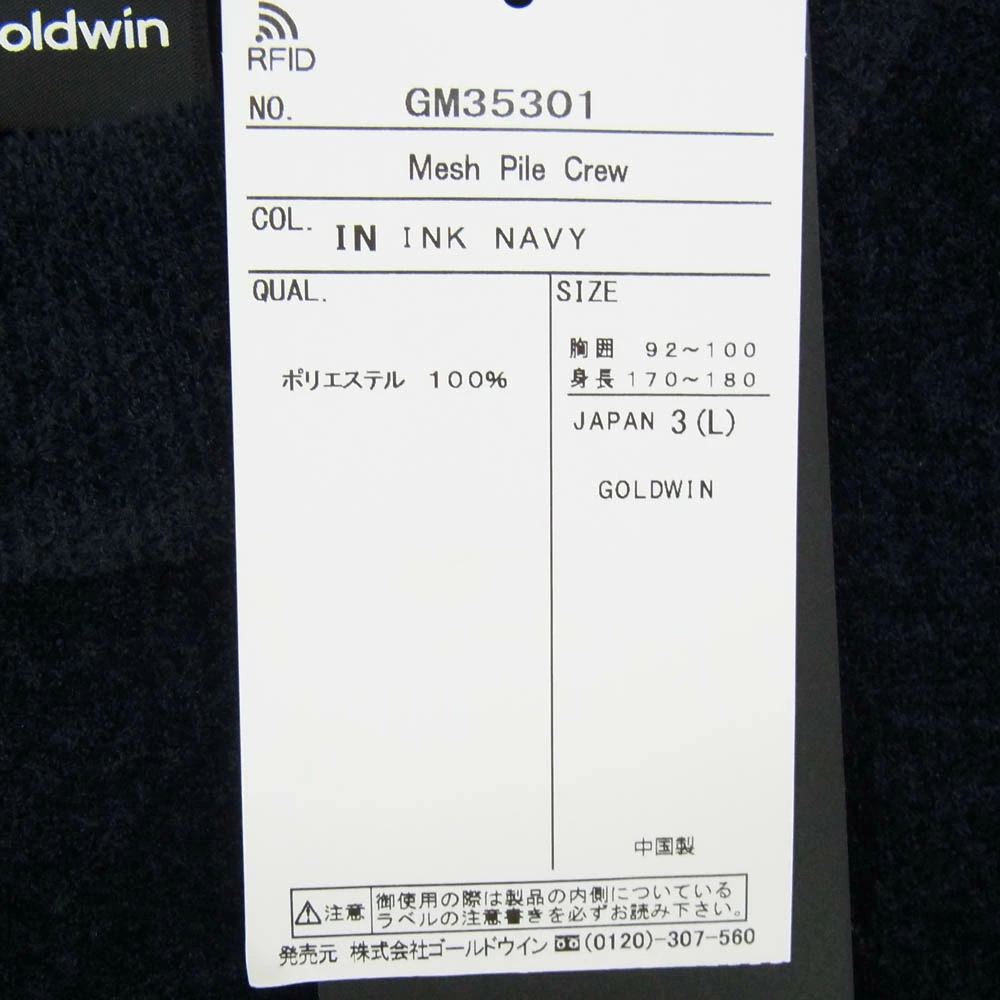 oldwin
RFID
NO. GM35301
Mesh Pile Crew
COL. IN INK NAVY
QUAL.
ポリエステル 100%
SIZE
胸囲 92～100
身長 170～180
JAPAN 3(L)
GOLDWIN
中国製
注意 御使用の際は製品の内側についている
ラベルの注意書きを必ずお読み下さい。
発売元 株式会社ゴールドウイン (0120)-307-560